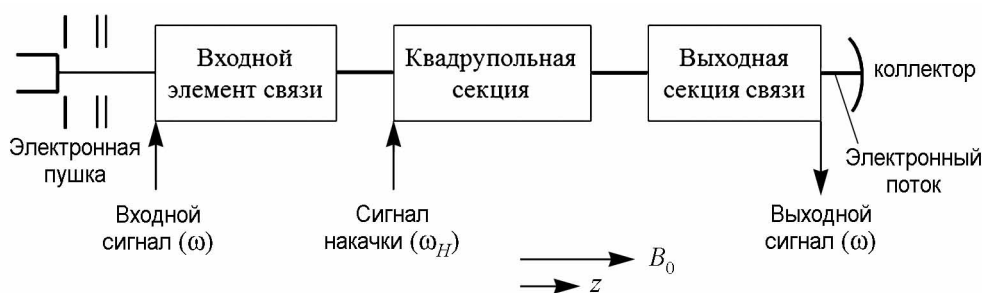 Входной
элемент связи
Квадрупольная
секция
Выходная
секция связи
коллектор
Электронная
пушка
Электронный
поток
Входной
сигнал (ω)
Сигнал
накачки (ω_H)
Выходной
сигнал (ω)
B₀
z